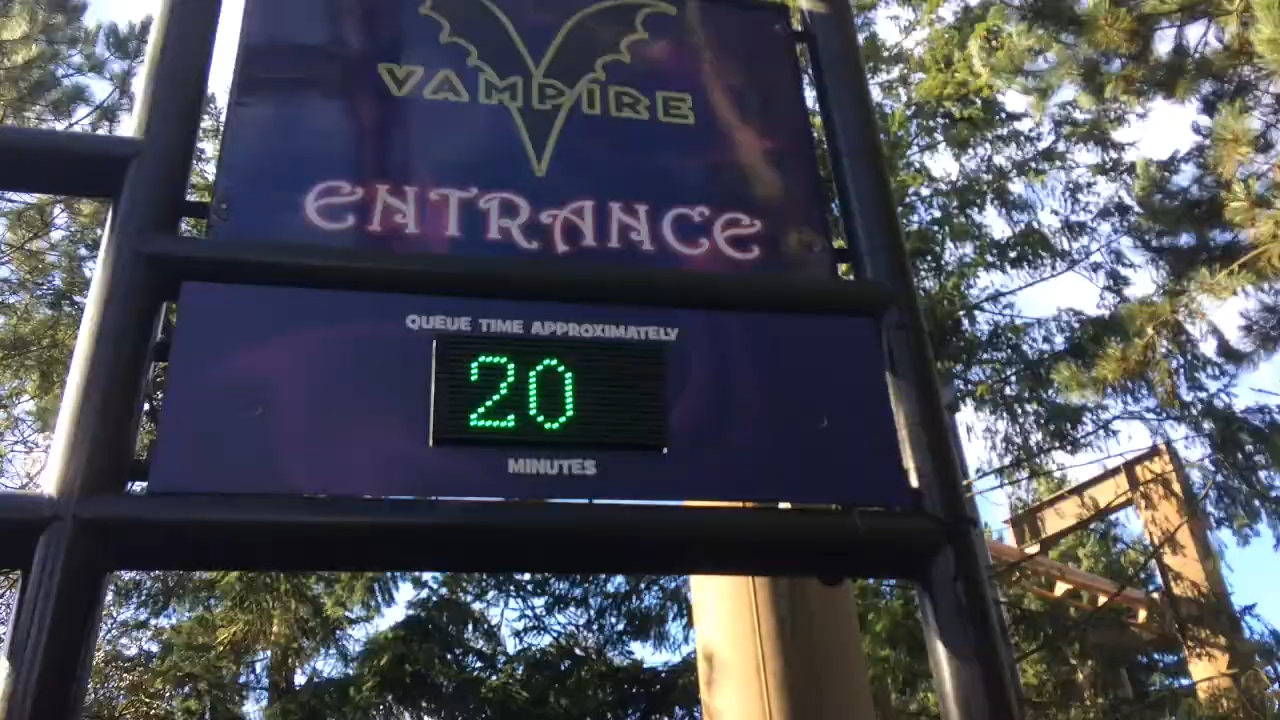 VAMPIRE
ENTRANCE
QUEUE TIME APPROXIMATELY
20
MINUTES